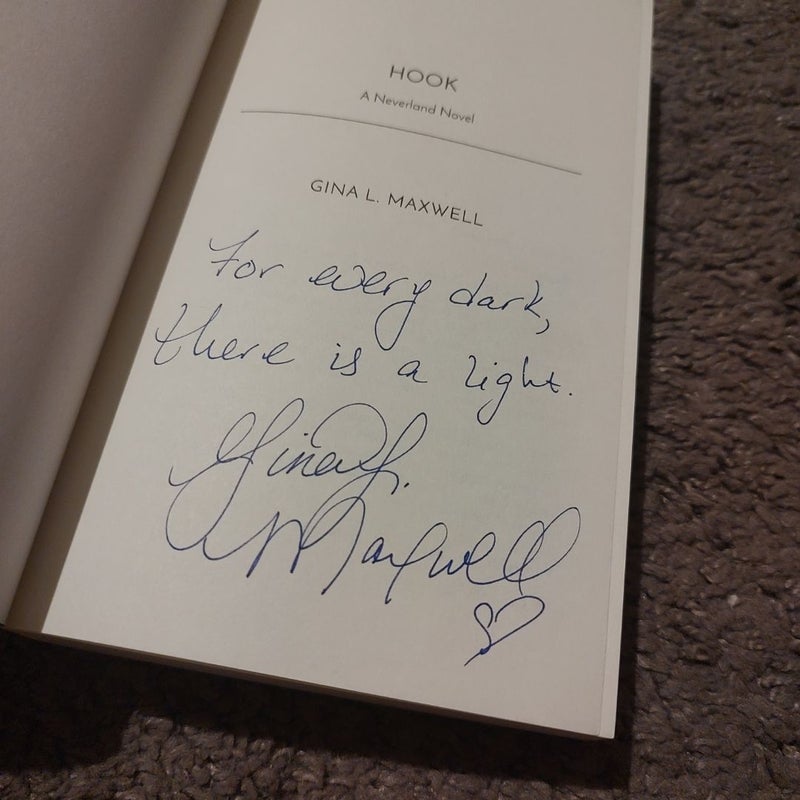 HOOK
A Neverland Novel
GINA L. MAXWELL
For every dark,
there is a light.
Gina L.
Maxwell